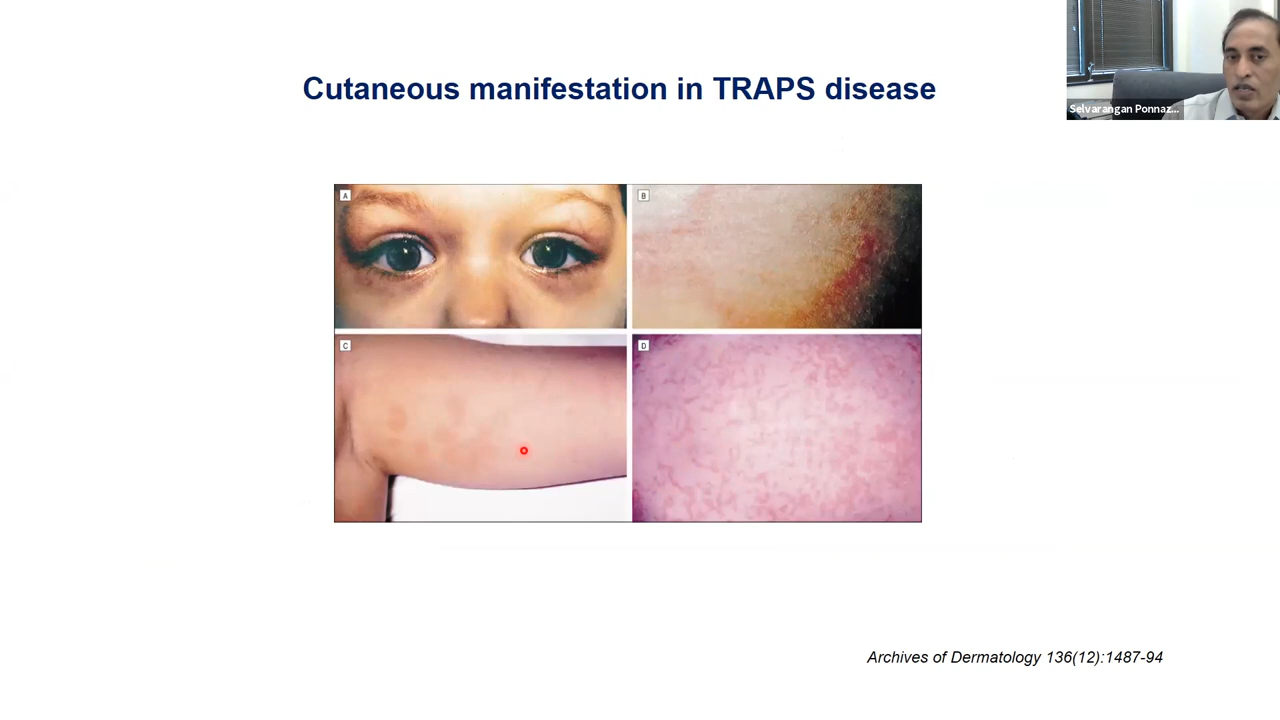 Cutaneous manifestation in TRAPS disease
Selvarangan Ponnaz...
A
B
C
D
Archives of Dermatology 136(12):1487-94